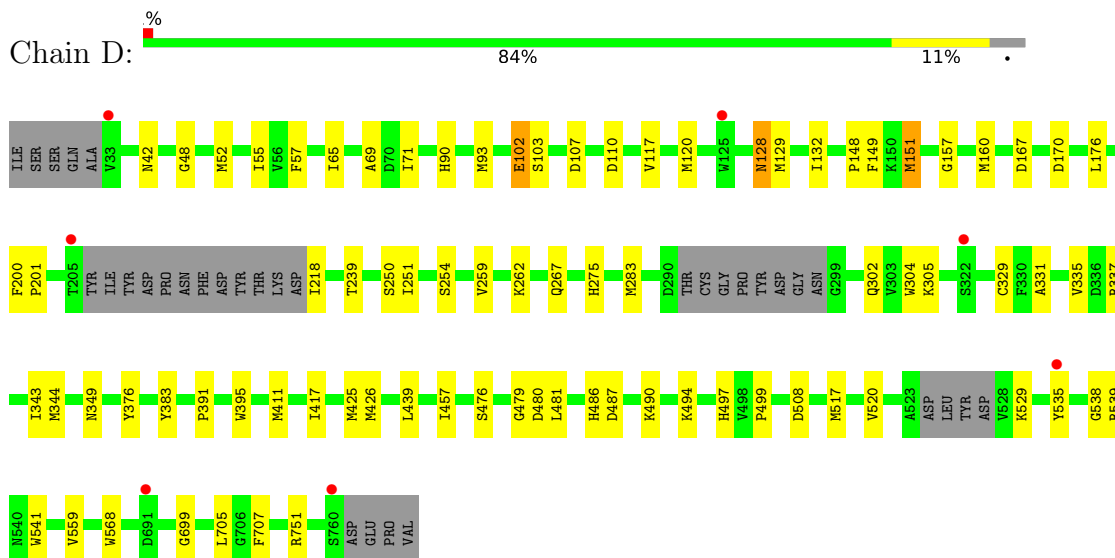 .%
Chain D:
84% 11% •
ILE SER SER GLN ALA V33 N42 G48 M52 I55 V56 F57 I65 A69 D70 I71 H90 M93 E102 S103 D107 D110 V117 M120 W125 N128 M129 I132 P148 F149 K150 M151 G157 M160 D167 D170 L176
F200 P201 T205 TYR ILE TYR ASP PRO ASN PHE ASP TYR THR LYS ASP I218 T239 S250 I251 S254 V259 K262 Q267 H275 M283 D290 THR CYS GLY PRO TYR ASP GLY ASN G299 Q302 V303 W304 K305 S322 C329 F330 A331 V335 D336
I343 M344 N349 Y376 Y383 P391 W395 M411 I417 M425 M426 L439 I457 S476 G479 D480 L481 H486 D487 K490 K494 H497 V498 P499 D508 M517 V520 A523 ASP LEU TYR ASP V528 K529 Y535 G538
N540 W541 V559 W568 D691 G699 L705 G706 F707 R751 S760 ASP GLU PRO VAL